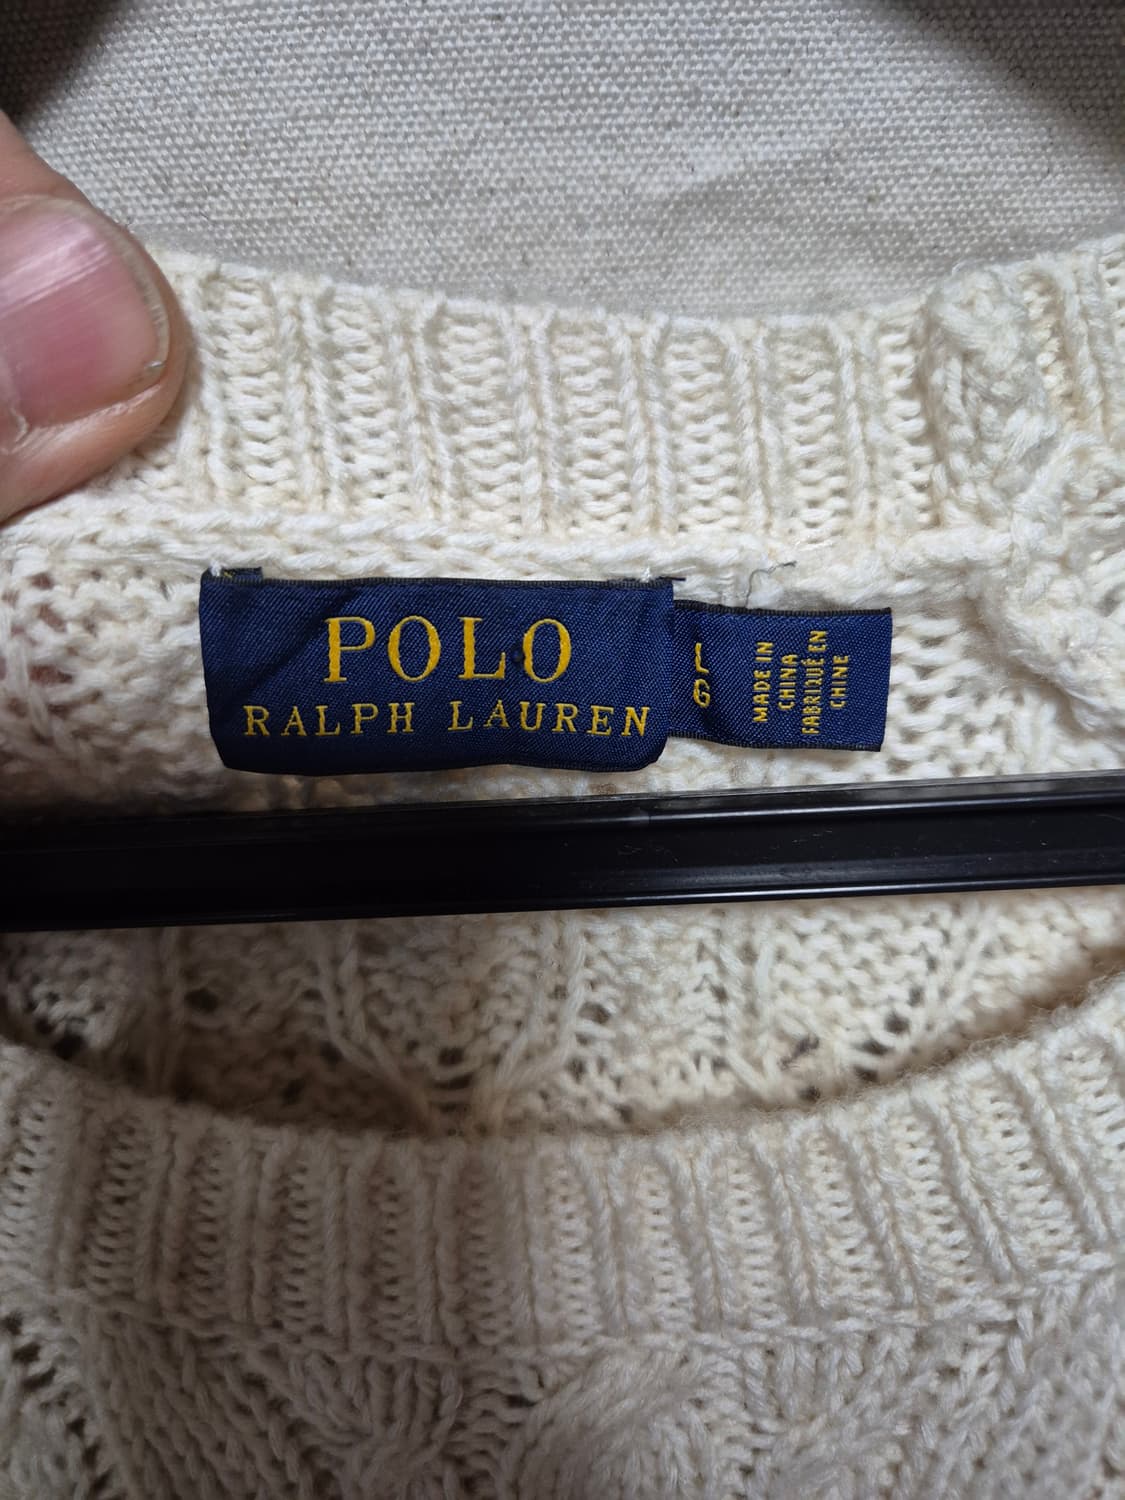 POLO
RALPH LAUREN
MADE IN
CHINA
FABRIQUÉ EN
CHINE